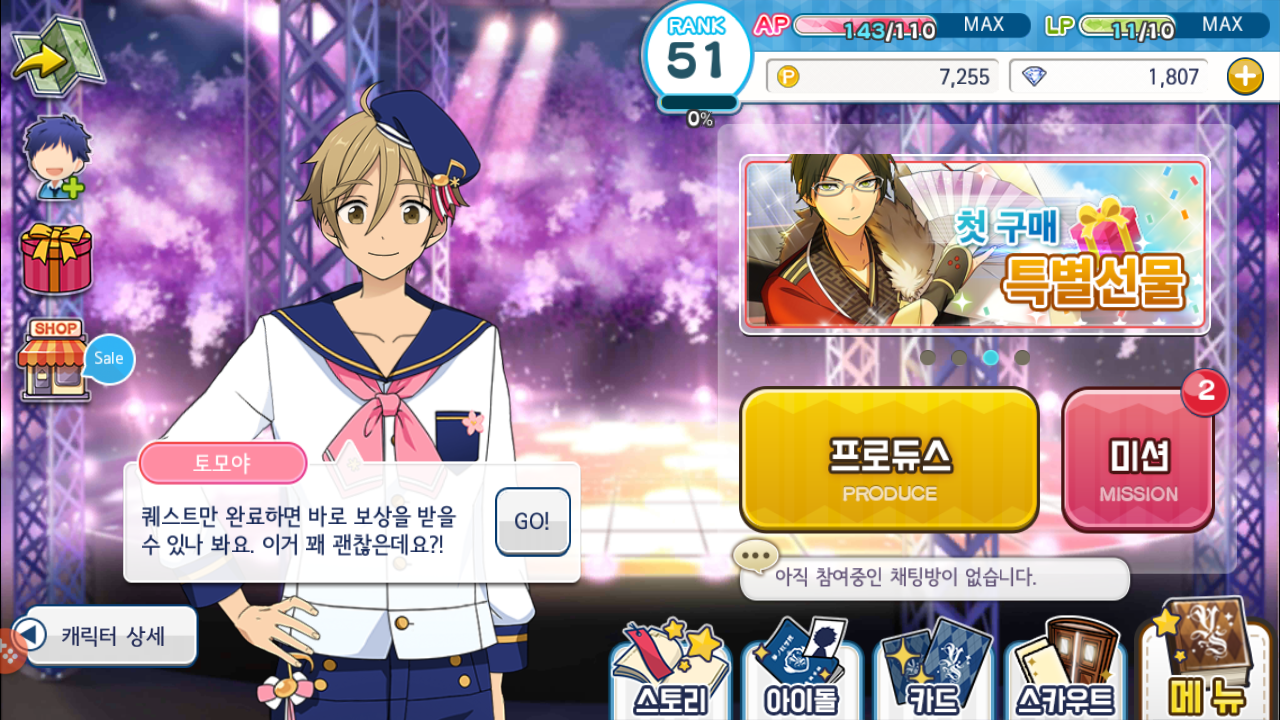 RANK
51
0%
AP
143/110
MAX
LP
11/10
MAX
P
7,255
1,807
SHOP
Sale
첫 구매
특별선물
프로듀스
PRODUCE
2
미션
MISSION
토모야
퀘스트만 완료하면 바로 보상을 받을
수 있나 봐요. 이거 꽤 괜찮은데요?!
GO!
아직 참여중인 채팅방이 없습니다.
캐릭터 상세
스토리
아이돌
카드
스카우트
메뉴